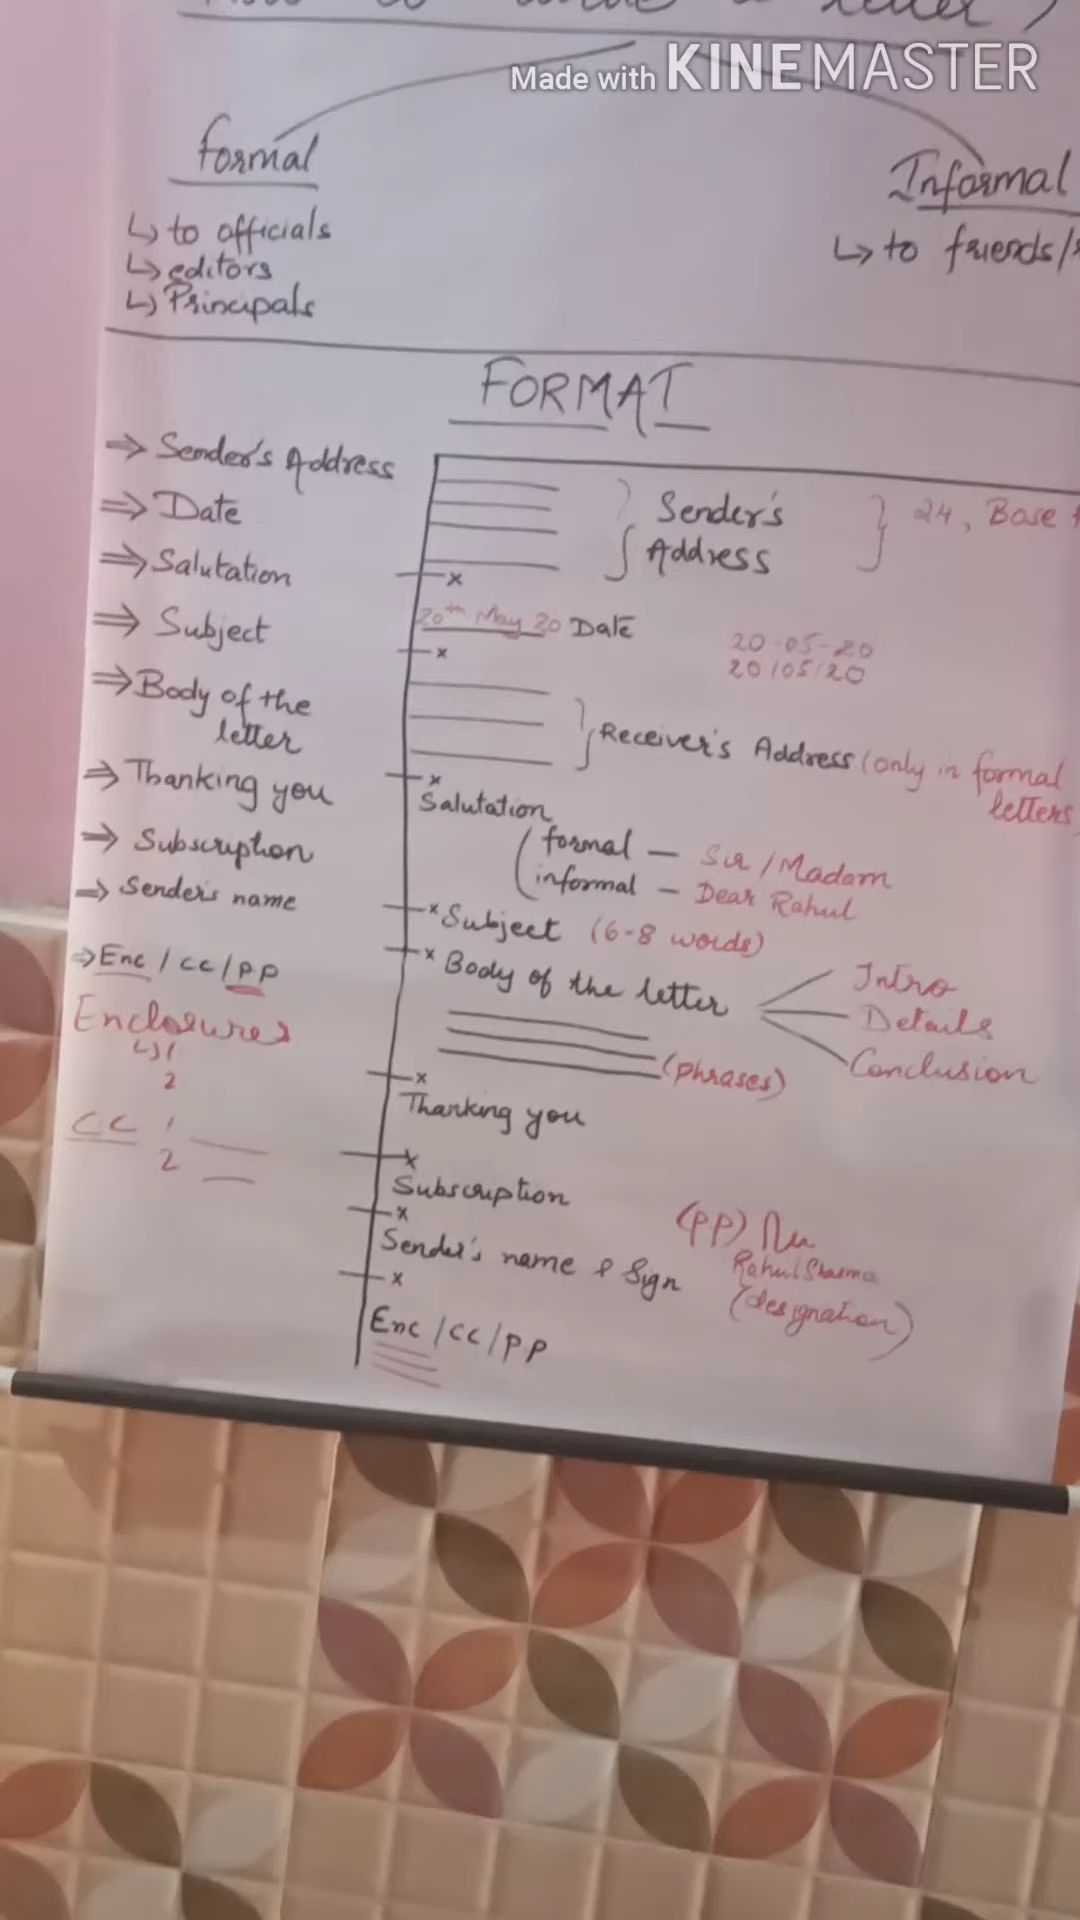 Made with KINEMASTER
Formal
↳ to officials
↳ editors
↳ Principals
Informal
↳ to friends/
FORMAT
⇒ Sender's Address
⇒ Date
⇒ Salutation
⇒ Subject
⇒ Body of the
letter
⇒ Thanking you
⇒ Subscription
⇒ Sender's name
⇒ Enc / CC / PP
Enclosures
↳ 1
2
CC 1
2
Sender's
Address
24, Base
20th May 20 Date
20-05-20
20/05/20
Receiver's Address (only in formal
letters
Salutation
formal — Sir / Madam
informal — Dear Rahul
Subject (6-8 words)
Body of the letter
Intro
Details
Conclusion
(phrases)
Thanking you
Subscription
Sender's name & Sign
(PP)
Rahul Sharma
(designation)
Enc / CC / PP